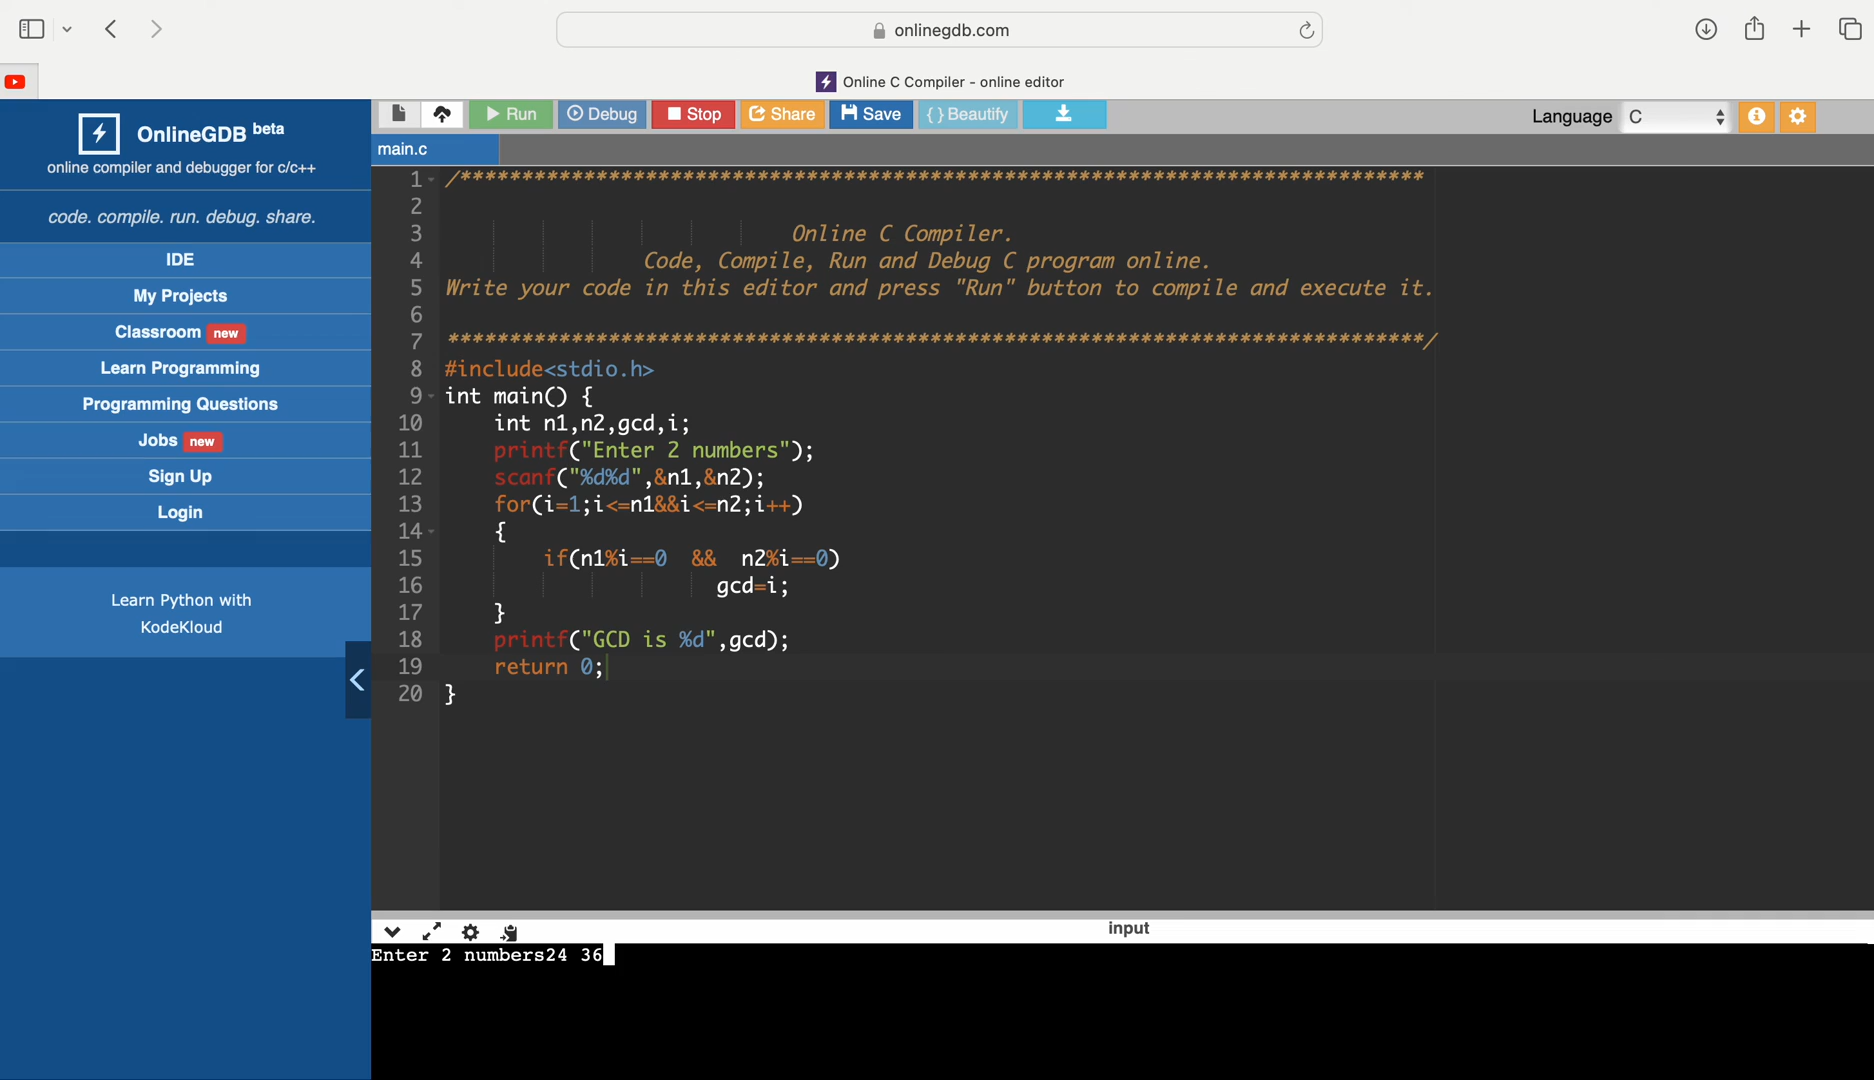 onlinegdb.com
Online C Compiler - online editor
OnlineGDB beta
online compiler and debugger for c/c++
code. compile. run. debug. share.
IDE
My Projects
Classroom new
Learn Programming
Programming Questions
Jobs new
Sign Up
Login
Learn Python with
KodeKloud
Run Debug Stop Share Save {} Beautify
Language C
main.c
1 /******************************************************************************
2
3 Online C Compiler.
4 Code, Compile, Run and Debug C program online.
5 Write your code in this editor and press "Run" button to compile and execute it.
6
7 *******************************************************************************/
8 #include<stdio.h>
9 int main() {
10 int n1,n2,gcd,i;
11 printf("Enter 2 numbers");
12 scanf("%d%d",&n1,&n2);
13 for(i=1;i<=n1&&i<=n2;i++)
14 {
15 if(n1%i==0 && n2%i==0)
16 gcd=i;
17 }
18 printf("GCD is %d",gcd);
19 return 0;
20 }
input
Enter 2 numbers24 36